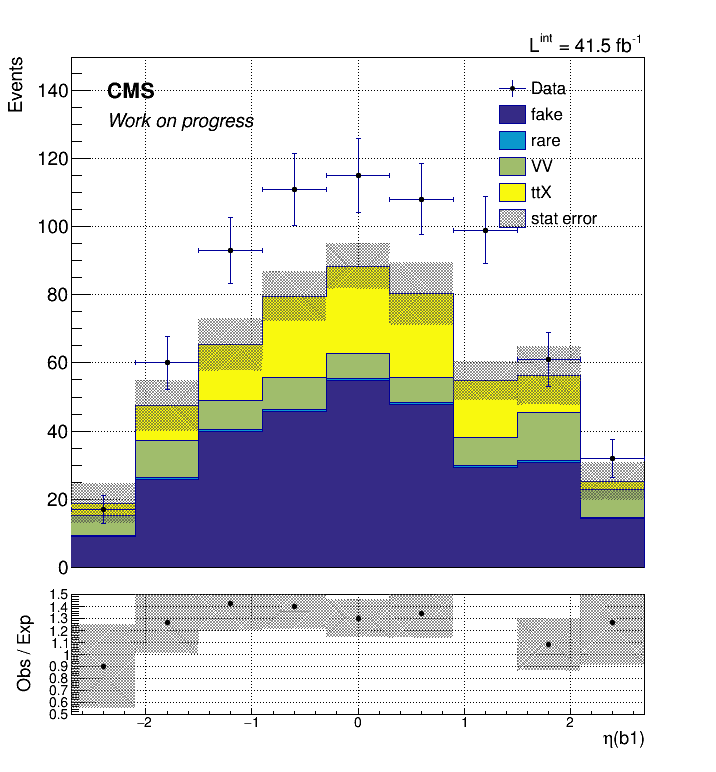 L^int = 41.5 fb^-1
Events
CMS
Work on progress
Data
fake
rare
VV
ttX
stat error
140
120
100
80
60
40
20
0
Obs / Exp
1.5
1.4
1.3
1.2
1.1
1
0.9
0.8
0.7
0.6
0.5
−2 −1 0 1 2
η(b1)